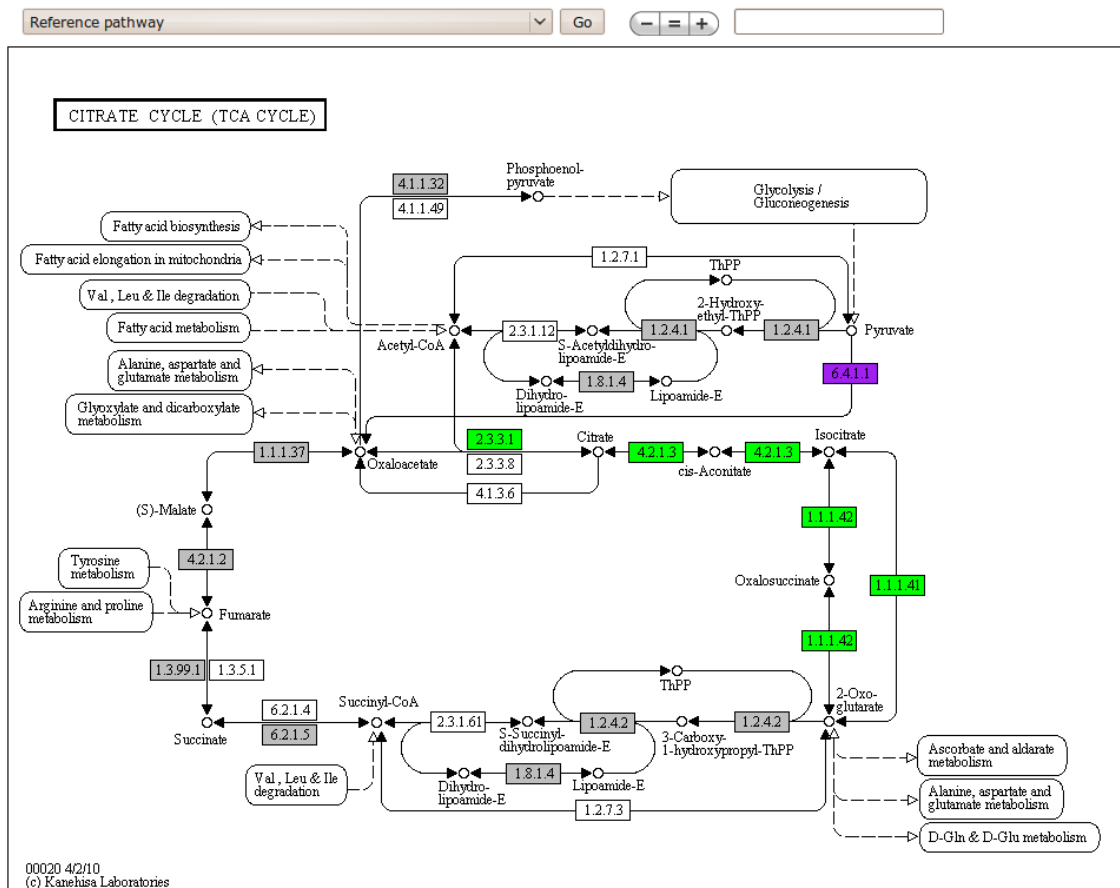 Reference pathway
Go
− = +
CITRATE CYCLE (TCA CYCLE)
Phosphoenol-
pyruvate
4.1.1.32
4.1.1.49
Glycolysis /
Gluconeogenesis
Fatty acid biosynthesis
Fatty acid elongation in mitochondria
Val, Leu & Ile degradation
Fatty acid metabolism
Alanine, aspartate and
glutamate metabolism
Glyoxylate and dicarboxylate
metabolism
1.2.7.1
ThPP
2-Hydroxy-
ethyl-ThPP
Acetyl-CoA
2.3.1.12
S-Acetyldihydro-
lipoamide-E
1.2.4.1
1.2.4.1
Pyruvate
Dihydro-
lipoamide-E
1.8.1.4
Lipoamide-E
6.4.1.1
1.1.1.37
Oxaloacetate
2.3.3.1
2.3.3.8
4.1.3.6
Citrate
4.2.1.3
cis-Aconitate
4.2.1.3
Isocitrate
(S)-Malate
1.1.1.42
4.2.1.2
Tyrosine
metabolism
Arginine and proline
metabolism
Fumarate
Oxalosuccinate
1.1.1.41
1.1.1.42
1.3.99.1
1.3.5.1
ThPP
Succinyl-CoA
2-Oxo-
glutarate
6.2.1.4
6.2.1.5
Succinate
2.3.1.61
S-Succinyl-
dihydrolipoamide-E
1.2.4.2
3-Carboxy-
1-hydroxypropyl-ThPP
1.2.4.2
Val, Leu & Ile
degradation
Dihydro-
lipoamide-E
1.8.1.4
Lipoamide-E
1.2.7.3
Ascorbate and aldarate
metabolism
Alanine, aspartate and
glutamate metabolism
D-Gln & D-Glu metabolism
00020 4/2/10
(c) Kanehisa Laboratories